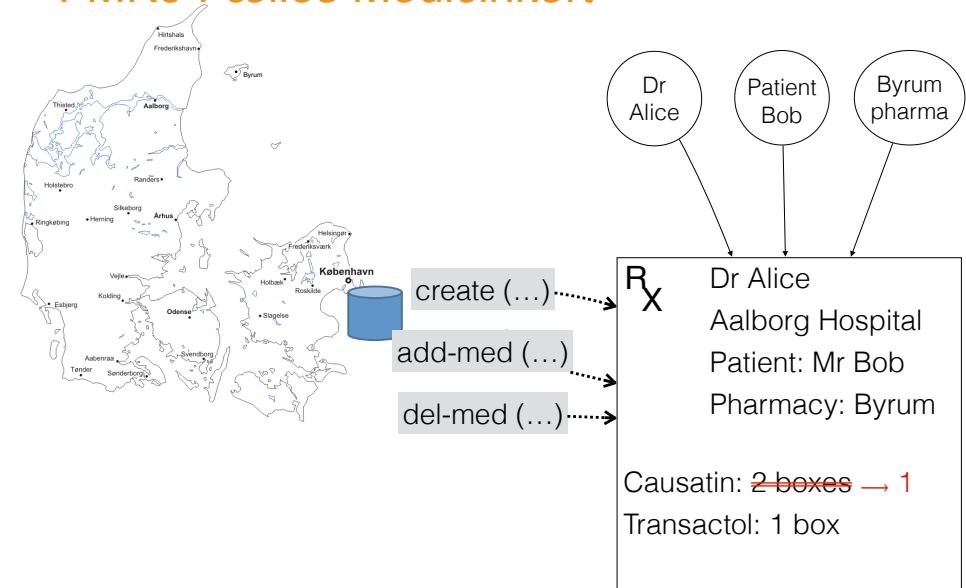 Fælles Medicinkort
Hirtshals
Frederikshavn
Byrum
Thisted
Aalborg
Holstebro
Randers
Silkeborg
Ringkøbing
Herning
Århus
Helsingør
Frederiksværk
København
Vejle
Holbæk
Roskilde
Kolding
Esbjerg
Odense
Slagelse
Svendborg
Aabenraa
Tønder
Sønderborg
Dr
Alice
Patient
Bob
Byrum
pharma
create (…)
add-med (…)
del-med (…)
RX
Dr Alice
Aalborg Hospital
Patient: Mr Bob
Pharmacy: Byrum
Causatin: 2 boxes → 1
Transactol: 1 box